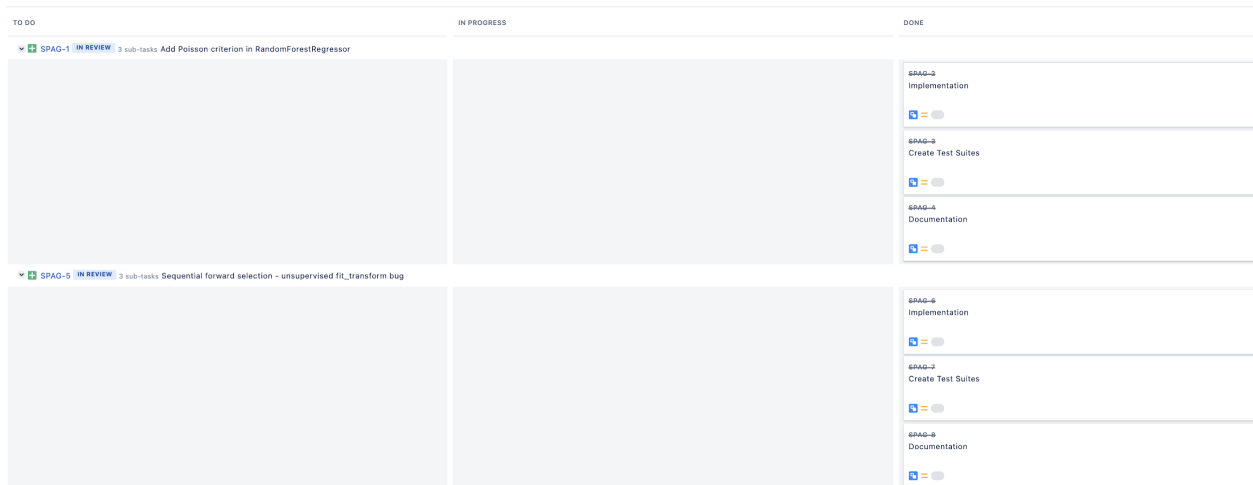 TO DO IN PROGRESS DONE
SPAG-1 IN REVIEW 3 sub-tasks Add Poisson criterion in RandomForestRegressor
SPAG-2
Implementation
SPAG-3
Create Test Suites
SPAG-4
Documentation
SPAG-5 IN REVIEW 3 sub-tasks Sequential forward selection - unsupervised fit_transform bug
SPAG-6
Implementation
SPAG-7
Create Test Suites
SPAG-8
Documentation